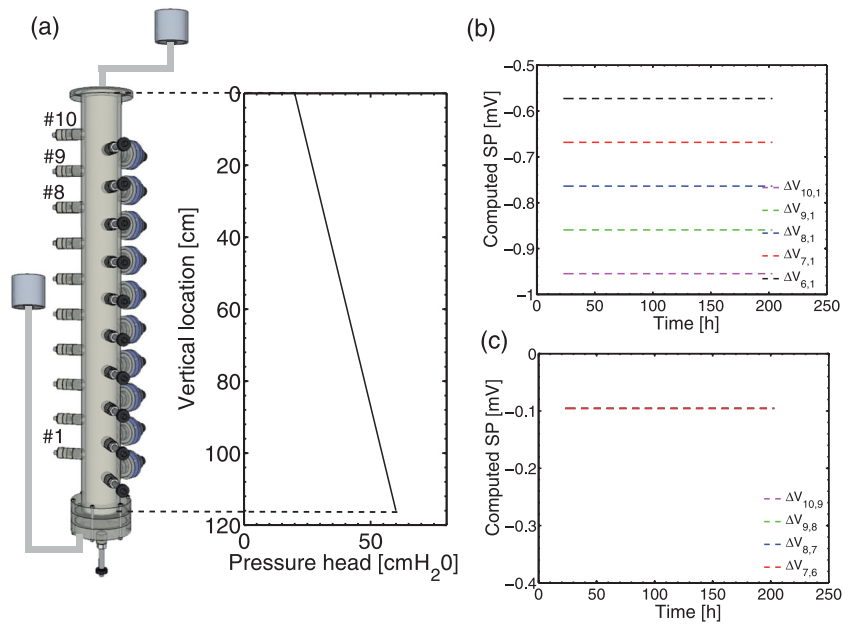 (a)
#10
#9
#8
#1
Vertical location [cm]
0
20
40
60
80
100
120
0
50
Pressure head [cmH₂0]
(b)
Computed SP [mV]
−0.5
−0.6
−0.7
−0.8
−0.9
−1
0
50
100
150
200
250
Time [h]
ΔV₁₀,₁
ΔV₉,₁
ΔV₈,₁
ΔV₇,₁
ΔV₆,₁
(c)
Computed SP [mV]
0
−0.1
−0.2
−0.3
−0.4
0
50
100
150
200
250
Time [h]
ΔV₁₀,₉
ΔV₉,₈
ΔV₈,₇
ΔV₇,₆